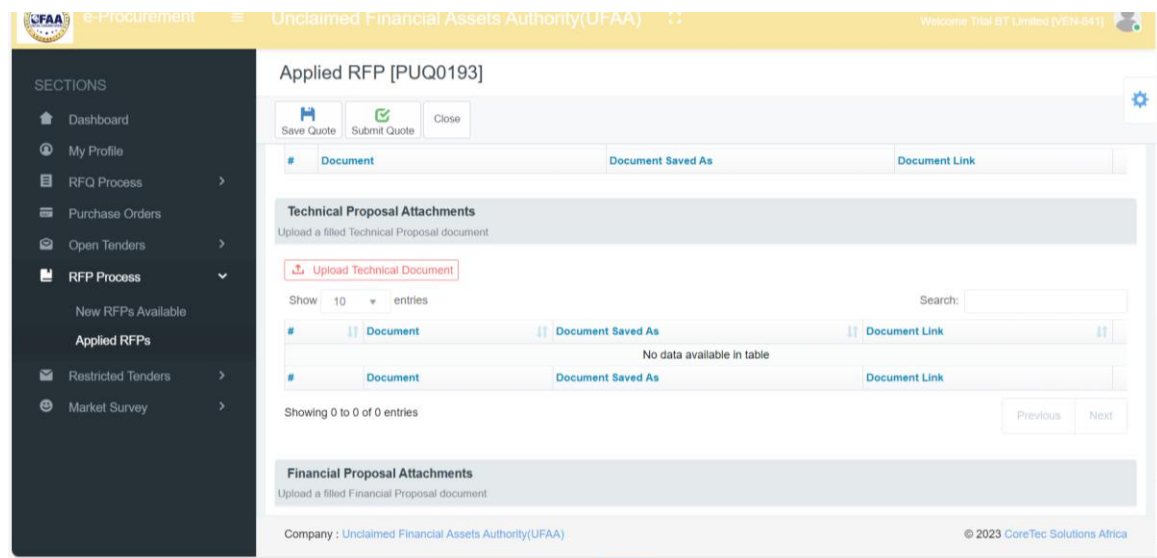 UFAA
e-Procurement
Unclaimed Financial Assets Authority(UFAA)
Welcome Trial BT Limited [VEN-641]
SECTIONS
Dashboard
My Profile
RFQ Process
Purchase Orders
Open Tenders
RFP Process
New RFPs Available
Applied RFPs
Restricted Tenders
Market Survey
Applied RFP [PUQ0193]
Save Quote Submit Quote Close
# Document Document Saved As Document Link
Technical Proposal Attachments
Upload a filled Technical Proposal document
Upload Technical Document
Show 10 entries Search:
# Document Document Saved As Document Link
No data available in table
# Document Document Saved As Document Link
Showing 0 to 0 of 0 entries
Previous Next
Financial Proposal Attachments
Upload a filled Financial Proposal document
Company : Unclaimed Financial Assets Authority(UFAA) © 2023 CoreTec Solutions Africa